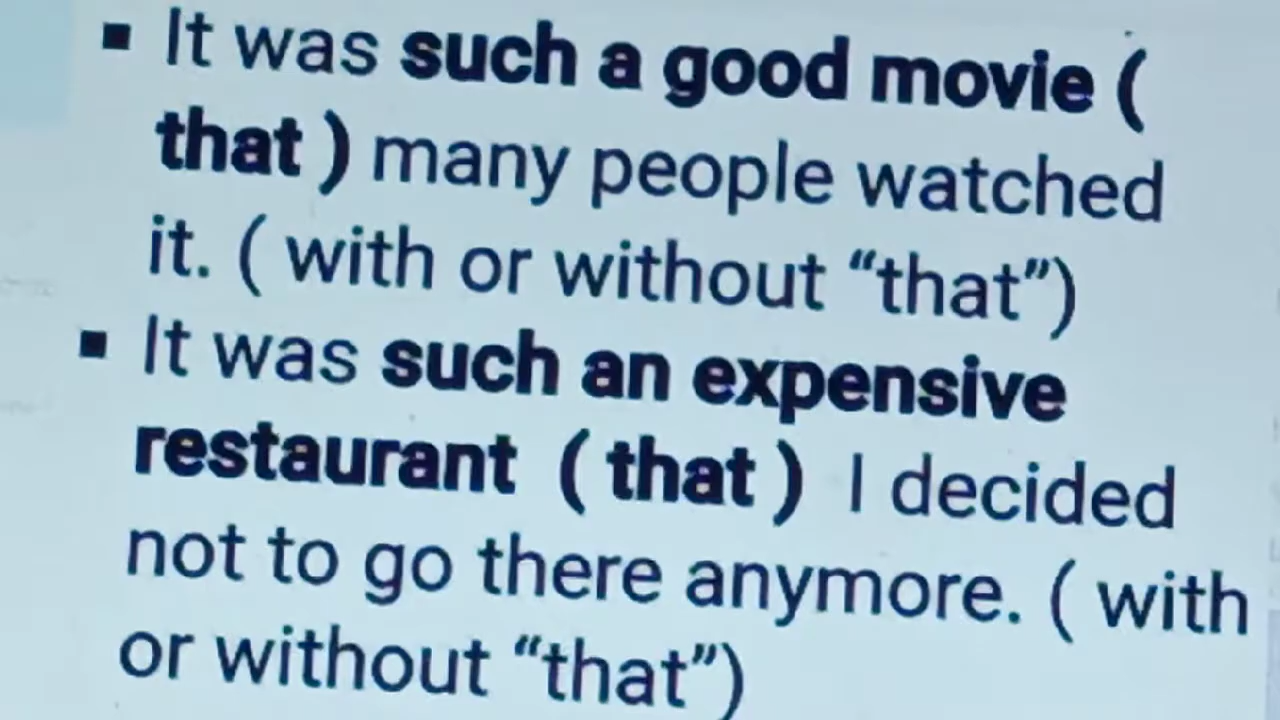 ▪ It was such a good movie (
that ) many people watched
it. ( with or without “that”)
▪ It was such an expensive
restaurant ( that ) I decided
not to go there anymore. ( with
or without “that”)